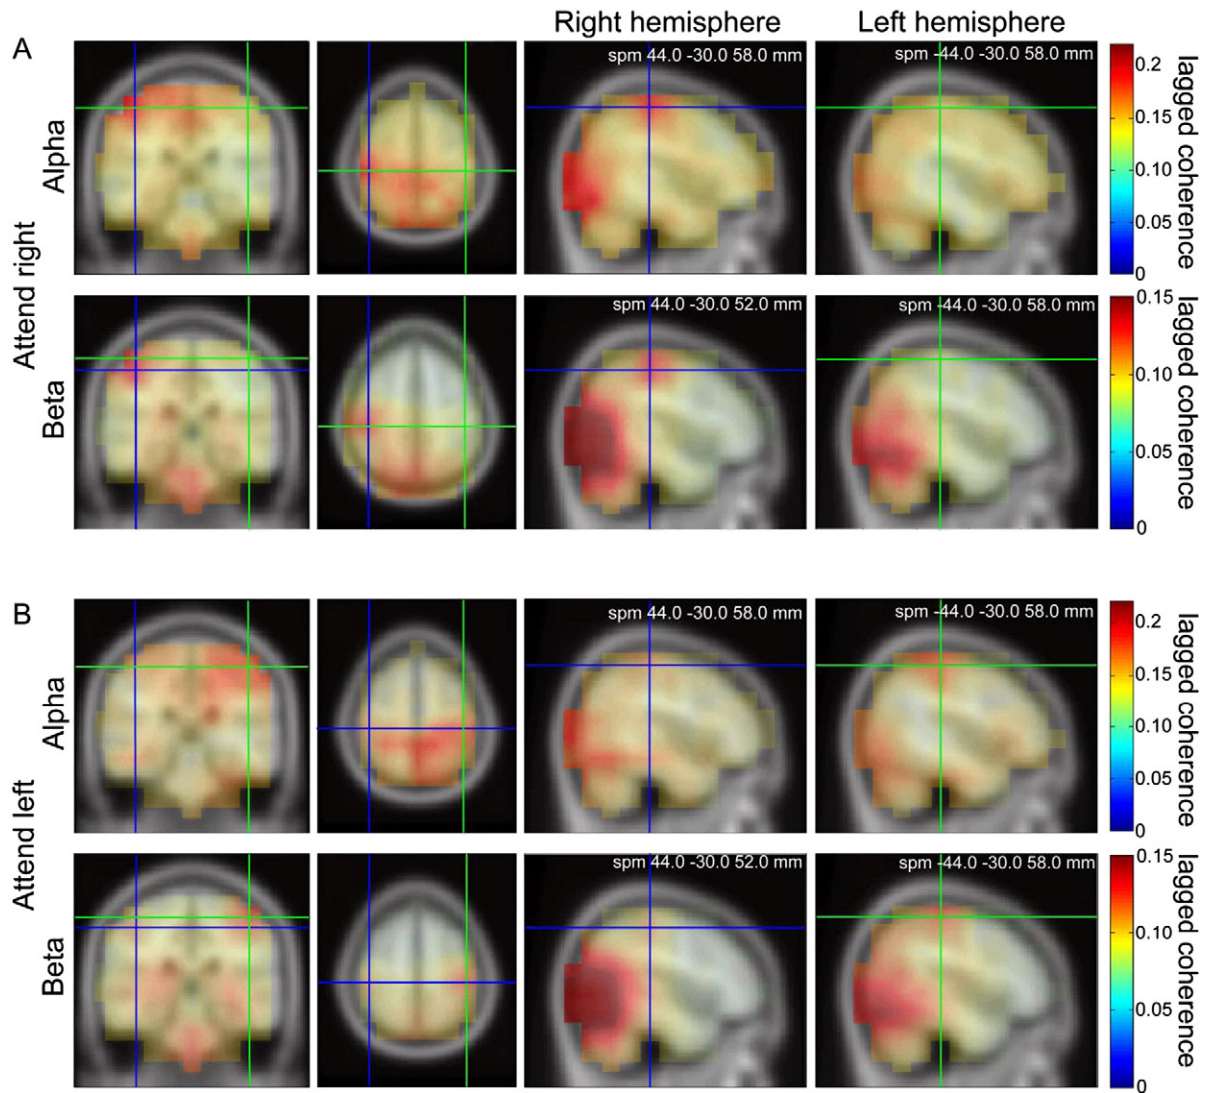 Right hemisphere
Left hemisphere
A
Attend right
Alpha
spm 44.0 -30.0 58.0 mm
spm -44.0 -30.0 58.0 mm
0.2
0.15
0.10
0.05
0
lagged coherence
Beta
spm 44.0 -30.0 52.0 mm
spm -44.0 -30.0 58.0 mm
0.15
0.10
0.05
0
lagged coherence
B
Attend left
Alpha
spm 44.0 -30.0 58.0 mm
spm -44.0 -30.0 58.0 mm
0.2
0.15
0.10
0.05
0
lagged coherence
Beta
spm 44.0 -30.0 52.0 mm
spm -44.0 -30.0 58.0 mm
0.15
0.10
0.05
0
lagged coherence